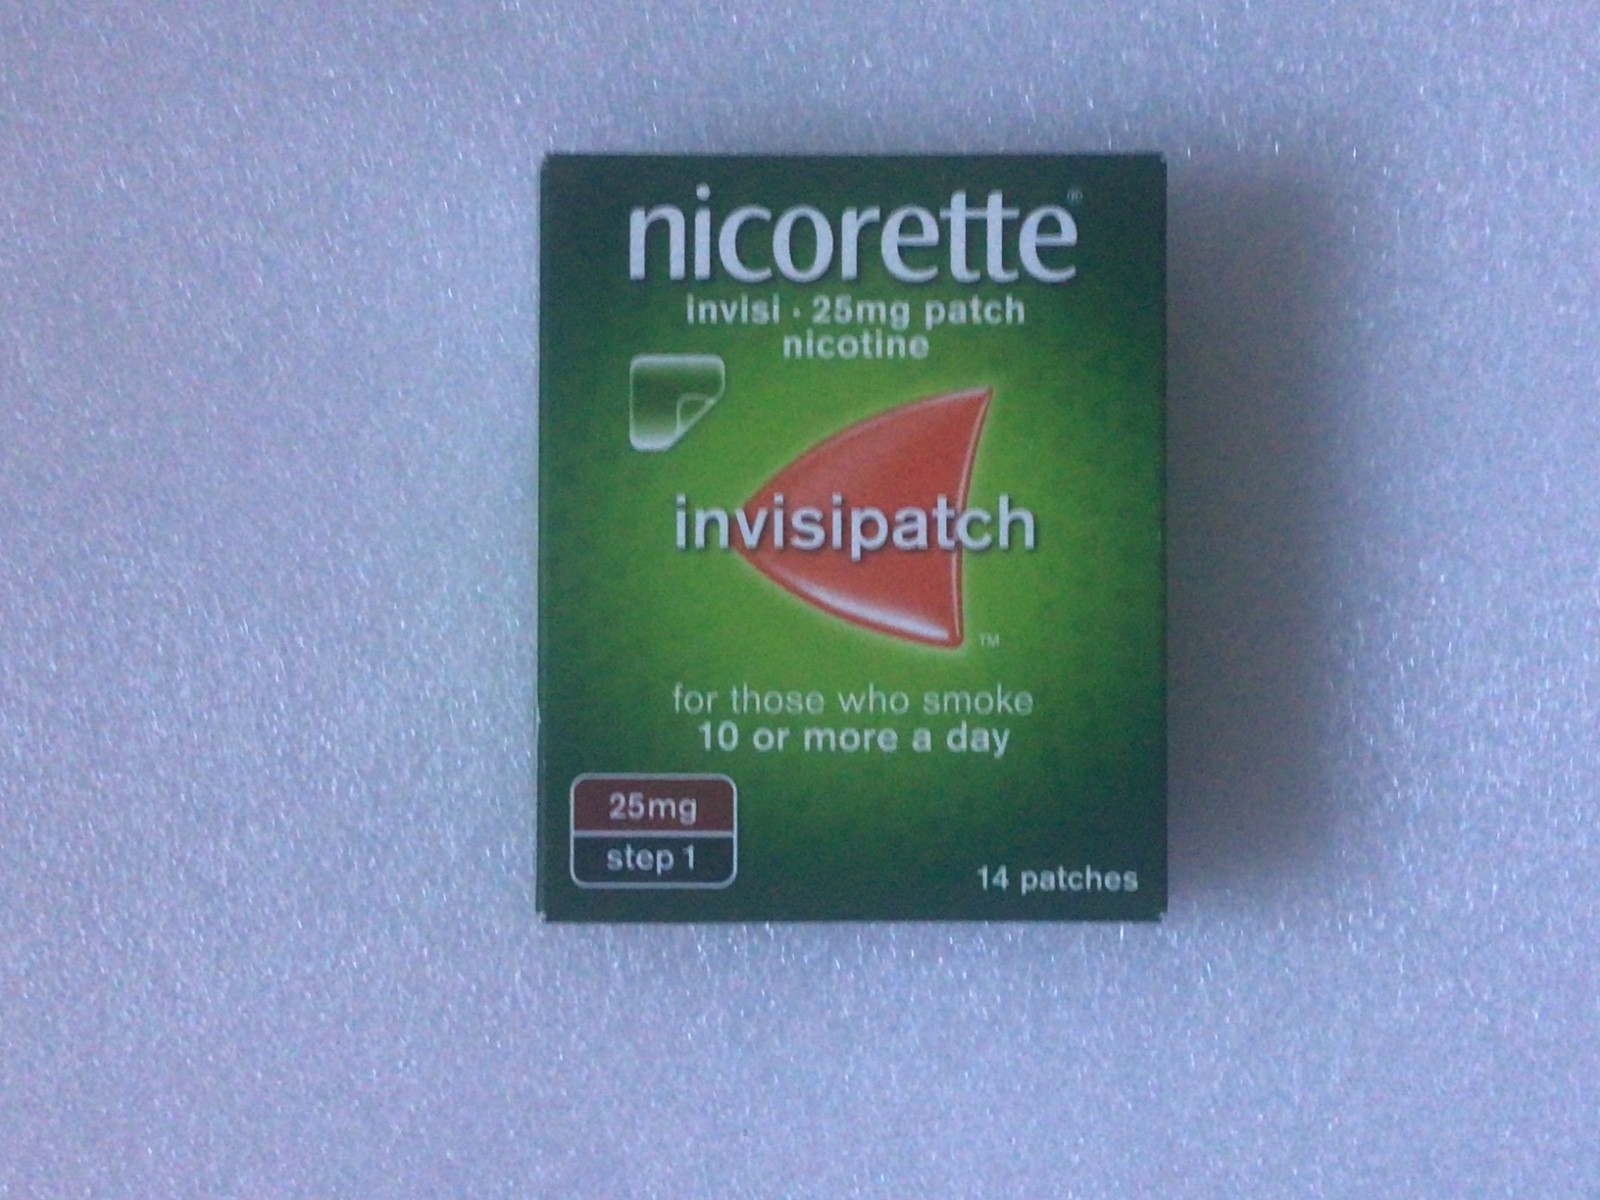 nicorette®
invisi · 25mg patch
nicotine
invisipatch
™
for those who smoke
10 or more a day
25mg
step 1
14 patches